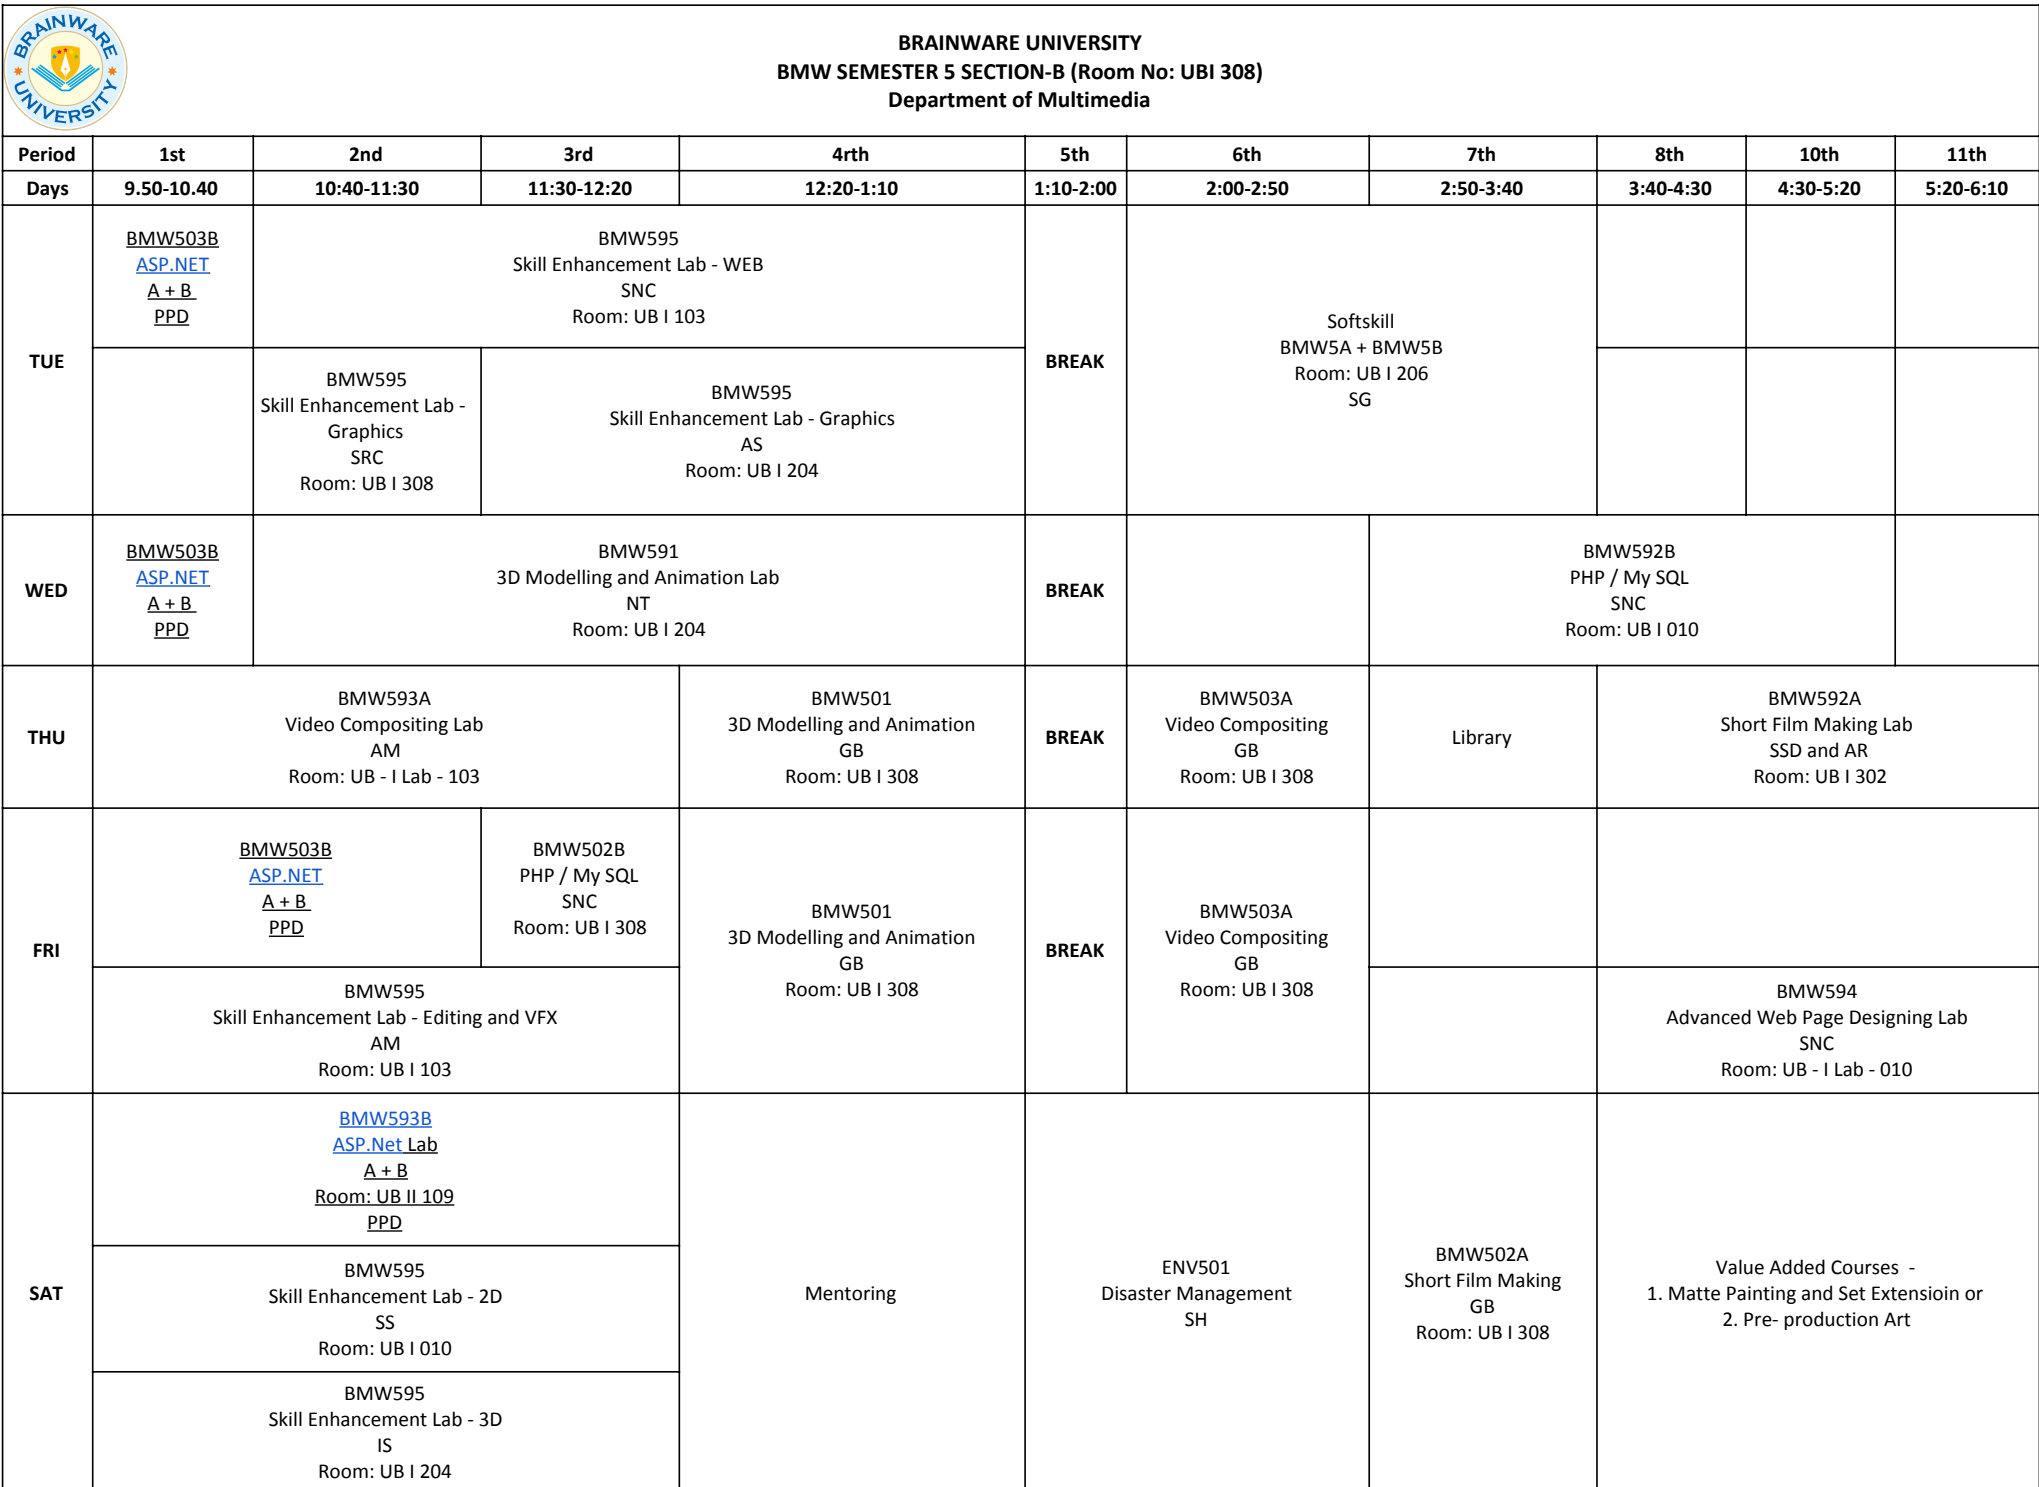 BRAINWARE UNIVERSITY
BRAINWARE UNIVERSITY
BMW SEMESTER 5 SECTION-B (Room No: UBI 308)
Department of Multimedia
Period 1st 2nd 3rd 4rth 5th 6th 7th 8th 10th 11th
Days 9.50-10.40 10:40-11:30 11:30-12:20 12:20-1:10 1:10-2:00 2:00-2:50 2:50-3:40 3:40-4:30 4:30-5:20 5:20-6:10
TUE
BMW503B
ASP.NET
A + B
PPD
BMW595
Skill Enhancement Lab - WEB
SNC
Room: UB I 103
BMW595
Skill Enhancement Lab -
Graphics
SRC
Room: UB I 308
BMW595
Skill Enhancement Lab - Graphics
AS
Room: UB I 204
BREAK
Softskill
BMW5A + BMW5B
Room: UB I 206
SG
WED
BMW503B
ASP.NET
A + B
PPD
BMW591
3D Modelling and Animation Lab
NT
Room: UB I 204
BREAK
BMW592B
PHP / My SQL
SNC
Room: UB I 010
THU
BMW593A
Video Compositing Lab
AM
Room: UB - I Lab - 103
BMW501
3D Modelling and Animation
GB
Room: UB I 308
BREAK
BMW503A
Video Compositing
GB
Room: UB I 308
Library
BMW592A
Short Film Making Lab
SSD and AR
Room: UB I 302
FRI
BMW503B
ASP.NET
A + B
PPD
BMW502B
PHP / My SQL
SNC
Room: UB I 308
BMW595
Skill Enhancement Lab - Editing and VFX
AM
Room: UB I 103
BMW501
3D Modelling and Animation
GB
Room: UB I 308
BREAK
BMW503A
Video Compositing
GB
Room: UB I 308
BMW594
Advanced Web Page Designing Lab
SNC
Room: UB - I Lab - 010
SAT
BMW593B
ASP.Net Lab
A + B
Room: UB II 109
PPD
BMW595
Skill Enhancement Lab - 2D
SS
Room: UB I 010
BMW595
Skill Enhancement Lab - 3D
IS
Room: UB I 204
Mentoring
ENV501
Disaster Management
SH
BMW502A
Short Film Making
GB
Room: UB I 308
Value Added Courses -
1. Matte Painting and Set Extensioin or
2. Pre- production Art